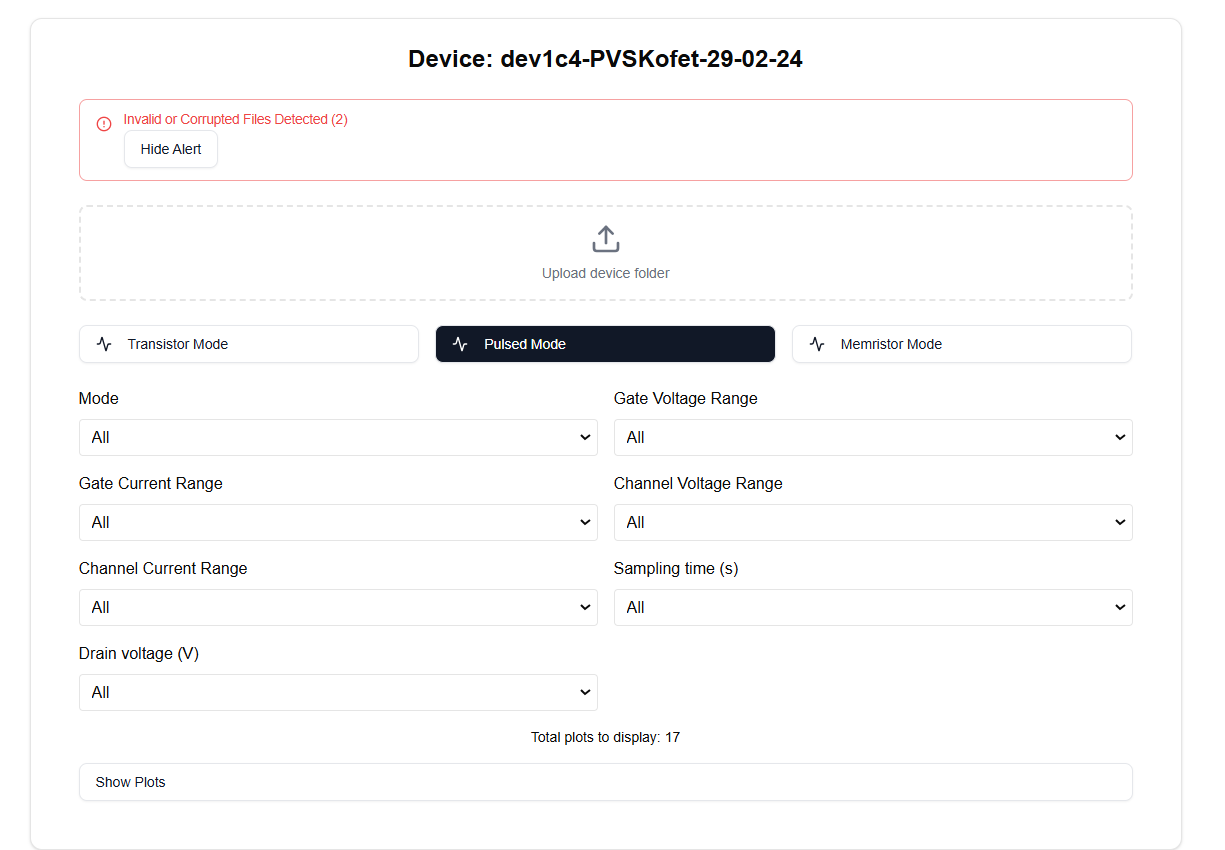 Device: dev1c4-PVSKofet-29-02-24
Invalid or Corrupted Files Detected (2)
Hide Alert
Upload device folder
Transistor Mode
Pulsed Mode
Memristor Mode
Mode
Gate Voltage Range
All
All
Gate Current Range
Channel Voltage Range
All
All
Channel Current Range
Sampling time (s)
All
All
Drain voltage (V)
All
Total plots to display: 17
Show Plots